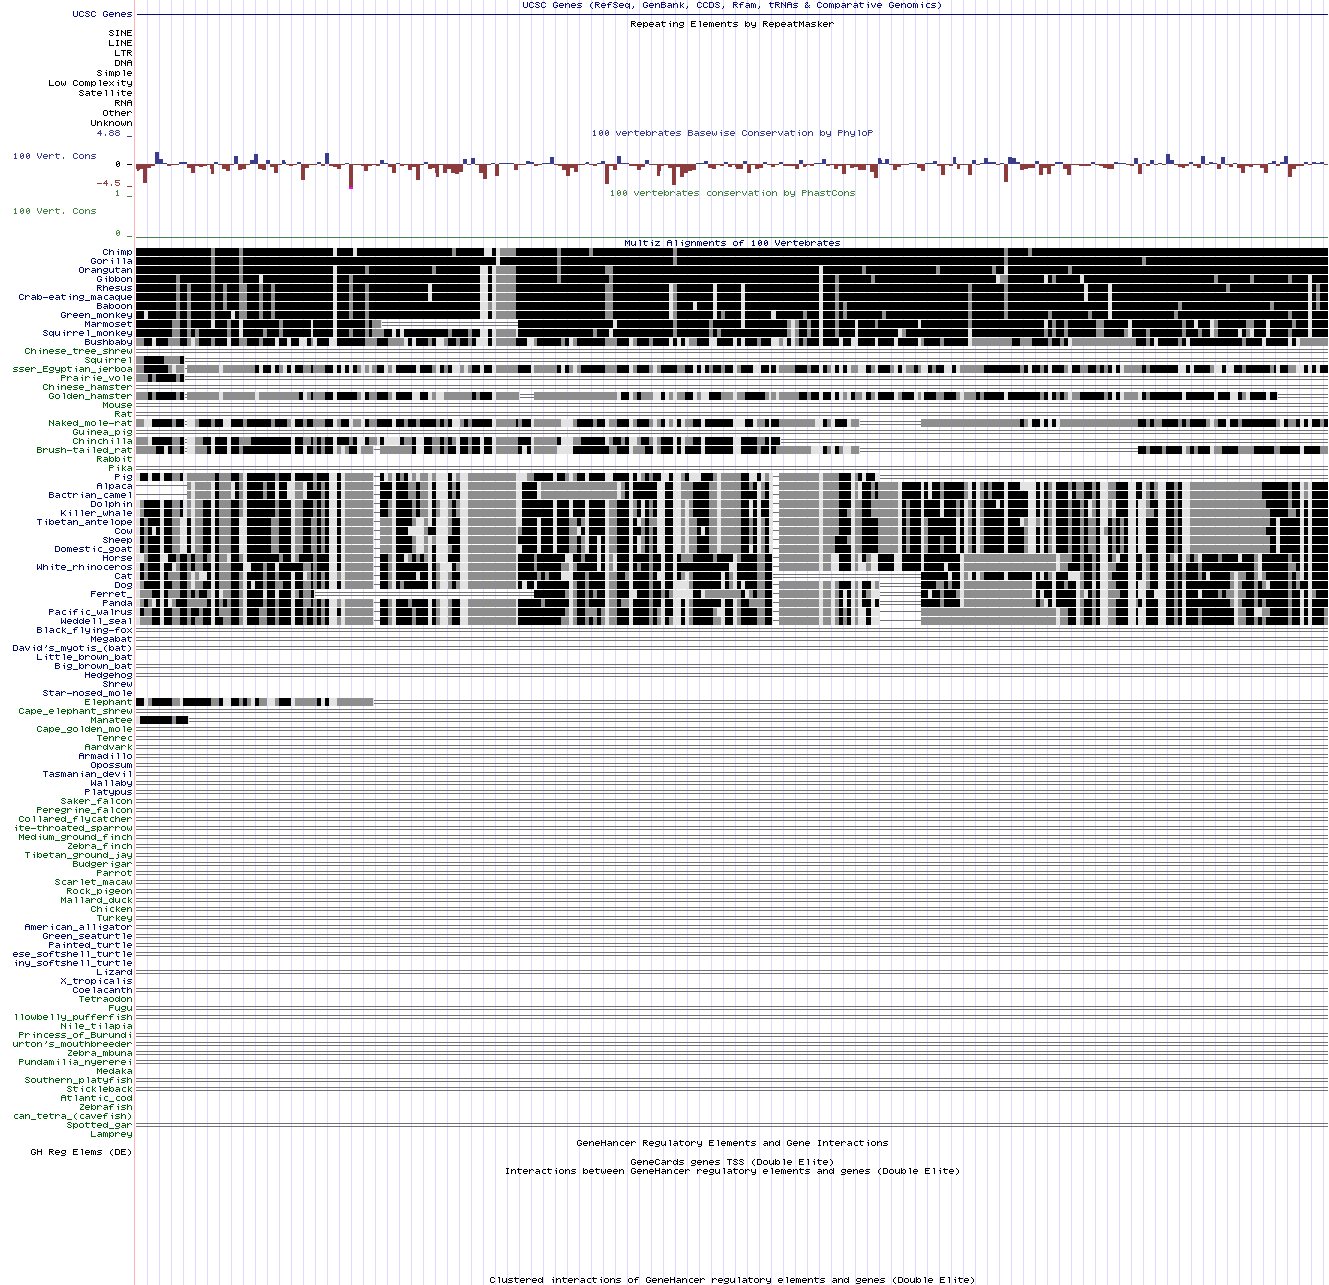 UCSC Genes (RefSeq, GenBank, CCDS, Rfam, tRNAs & Comparative Genomics)
UCSC Genes
Repeating Elements by RepeatMasker
SINE
LINE
LTR
DNA
Simple
Low Complexity
Satellite
RNA
Other
Unknown
4.88 _
100 vertebrates Basewise Conservation by PhyloP
100 Vert. Cons
0 _
-4.5 _
100 vertebrates conservation by PhastCons
1 _
100 Vert. Cons
0 _
Multiz Alignments of 100 Vertebrates
Chimp
Gorilla
Orangutan
Gibbon
Rhesus
Crab-eating_macaque
Baboon
Green_monkey
Marmoset
Squirrel_monkey
Bushbaby
Chinese_tree_shrew
Squirrel
sser_Egyptian_jerboa
Prairie_vole
Chinese_hamster
Golden_hamster
Mouse
Rat
Naked_mole-rat
Guinea_pig
Chinchilla
Brush-tailed_rat
Rabbit
Pika
Pig
Alpaca
Bactrian_camel
Dolphin
Killer_whale
Tibetan_antelope
Cow
Sheep
Domestic_goat
Horse
White_rhinoceros
Cat
Dog
Ferret_
Panda
Pacific_walrus
Weddell_seal
Black_flying-fox
Megabat
David's_myotis_(bat)
Little_brown_bat
Big_brown_bat
Hedgehog
Shrew
Star-nosed_mole
Elephant
Cape_elephant_shrew
Manatee
Cape_golden_mole
Tenrec
Aardvark
Armadillo
Opossum
Tasmanian_devil
Wallaby
Platypus
Saker_falcon
Peregrine_falcon
Collared_flycatcher
ite-throated_sparrow
Medium_ground_finch
Zebra_finch
Tibetan_ground_jay
Budgerigar
Parrot
Scarlet_macaw
Rock_pigeon
Mallard_duck
Chicken
Turkey
American_alligator
Green_seaturtle
Painted_turtle
ese_softshell_turtle
iny_softshell_turtle
Lizard
X_tropicalis
Coelacanth
Tetraodon
Fugu
llowbelly_pufferfish
Nile_tilapia
Princess_of_Burundi
urton's_mouthbreeder
Zebra_mbuna
Pundamilia_nyererei
Medaka
Southern_platyfish
Stickleback
Atlantic_cod
Zebrafish
can_tetra_(cavefish)
Spotted_gar
Lamprey
GeneHancer Regulatory Elements and Gene Interactions
GH Reg Elems (DE)
GeneCards genes TSS (Double Elite)
Interactions between GeneHancer regulatory elements and genes (Double Elite)
Clustered interactions of GeneHancer regulatory elements and genes (Double Elite)